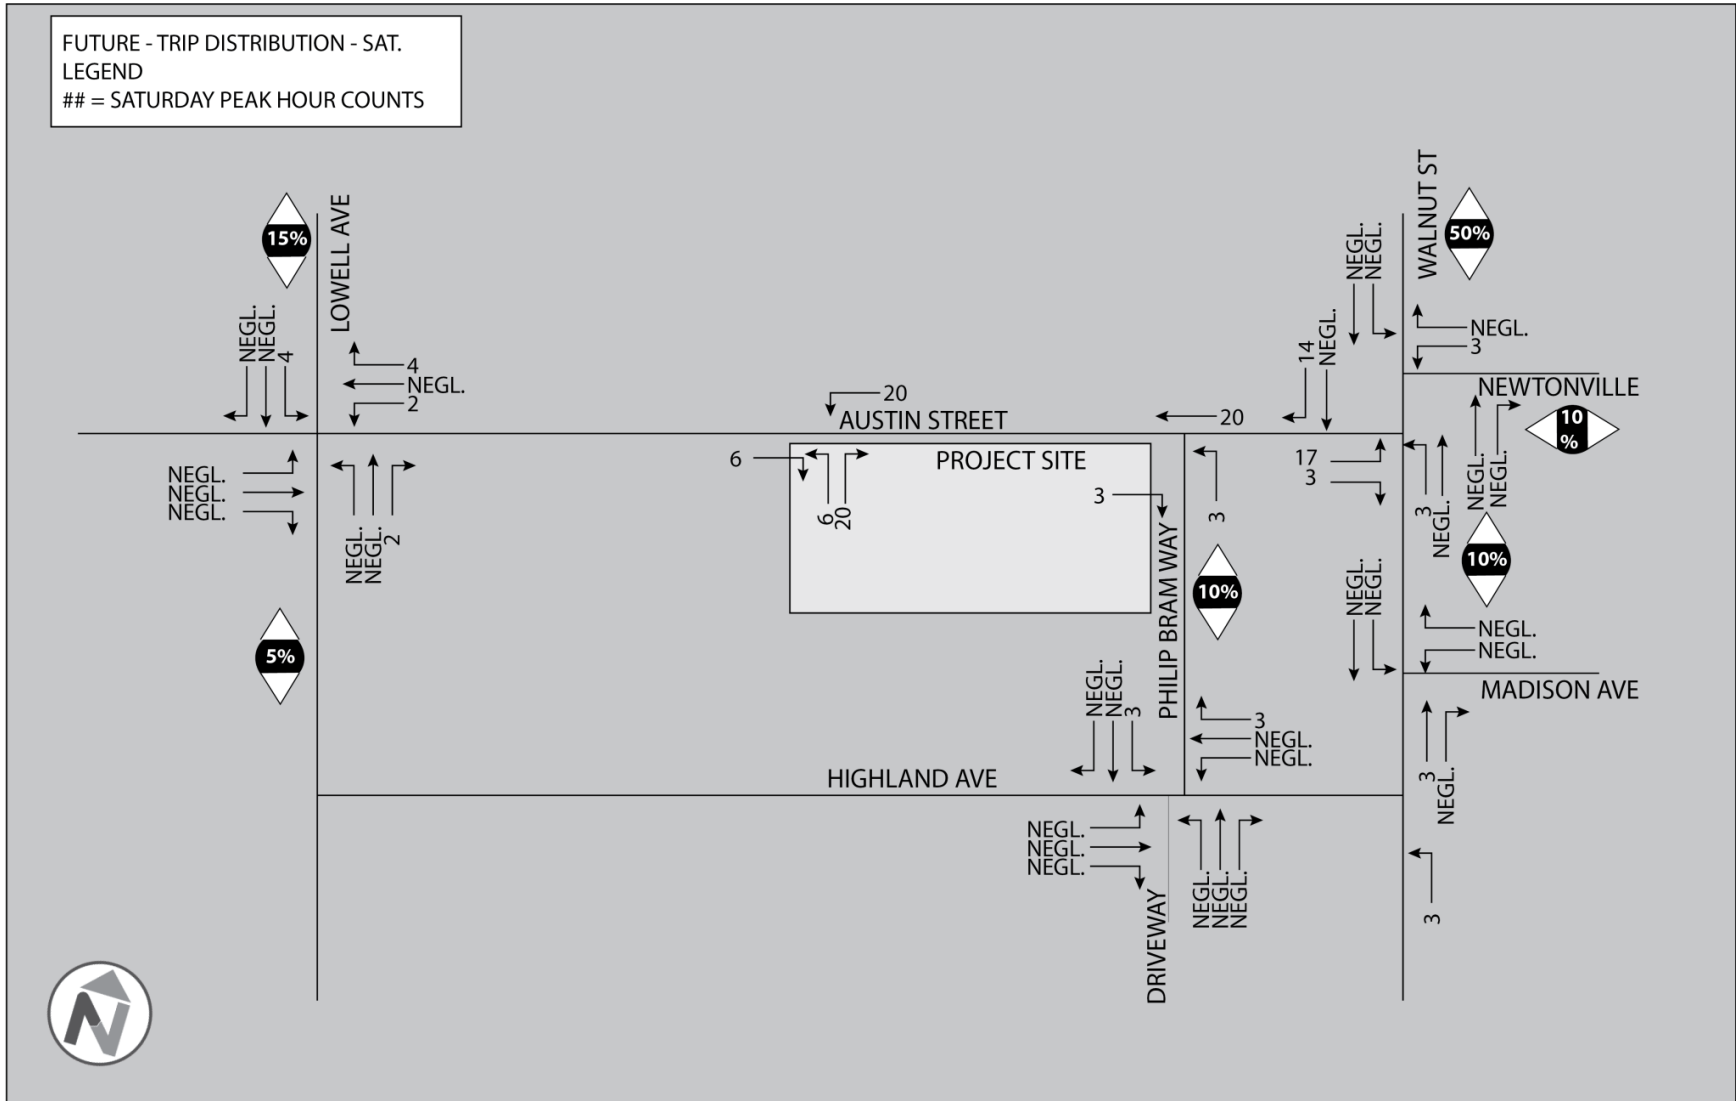 FUTURE - TRIP DISTRIBUTION - SAT.
LEGEND
## = SATURDAY PEAK HOUR COUNTS
15%
LOWELL AVE
NEGL.
NEGL.
4
4
NEGL.
2
NEGL.
NEGL.
NEGL.
NEGL.
NEGL.
2
5%
20
AUSTIN STREET
20
6
6
20
PROJECT SITE
3
PHILIP BRAM WAY
3
10%
14
NEGL.
NEGL.
NEGL.
WALNUT ST
50%
NEGL.
3
NEWTONVILLE
10
%
17
3
3
NEGL.
NEGL.
NEGL.
10%
NEGL.
NEGL.
NEGL.
NEGL.
MADISON AVE
3
NEGL.
3
NEGL.
NEGL.
3
3
NEGL.
NEGL.
HIGHLAND AVE
NEGL.
NEGL.
NEGL.
DRIVEWAY
NEGL.
NEGL.
NEGL.
N